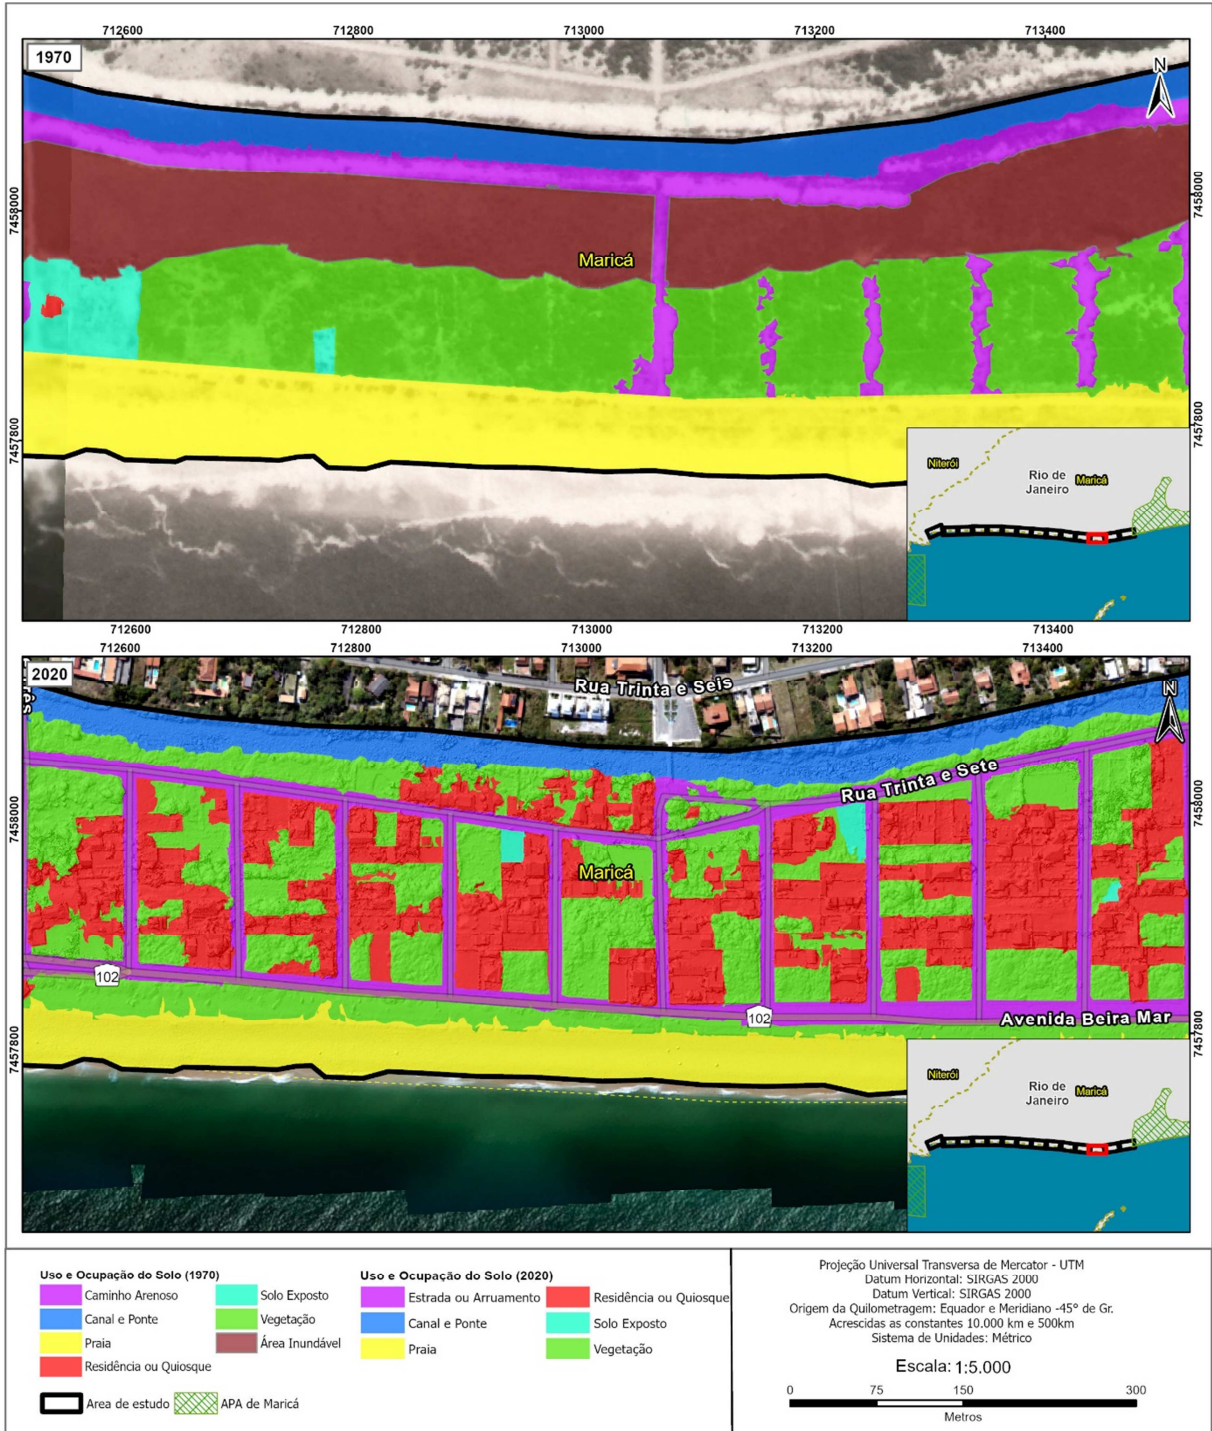 712600 712800 713000 713200 713400
1970
N
7458000
7458000
Maricá
7457800
7457800
Niterói
Rio de
Janeiro
Maricá
712600 712800 713000 713200 713400
2020
Rua Trinta e Seis
N
Rua Trinta e Sete
7458000
7458000
Maricá
102
102
Avenida Beira Mar
7457800
7457800
Niterói
Rio de
Janeiro
Maricá
Uso e Ocupação do Solo (1970)
Caminho Arenoso
Canal e Ponte
Praia
Residência ou Quiosque
Solo Exposto
Vegetação
Área Inundável
Uso e Ocupação do Solo (2020)
Estrada ou Arruamento
Canal e Ponte
Praia
Residência ou Quiosque
Solo Exposto
Vegetação
Area de estudo
APA de Maricá
Projeção Universal Transversa de Mercator - UTM
Datum Horizontal: SIRGAS 2000
Datum Vertical: SIRGAS 2000
Origem da Quilometragem: Equador e Meridiano -45° de Gr.
Acrescidas as constantes 10.000 km e 500km
Sistema de Unidades: Métrico
Escala: 1:5.000
0 75 150 300
Metros